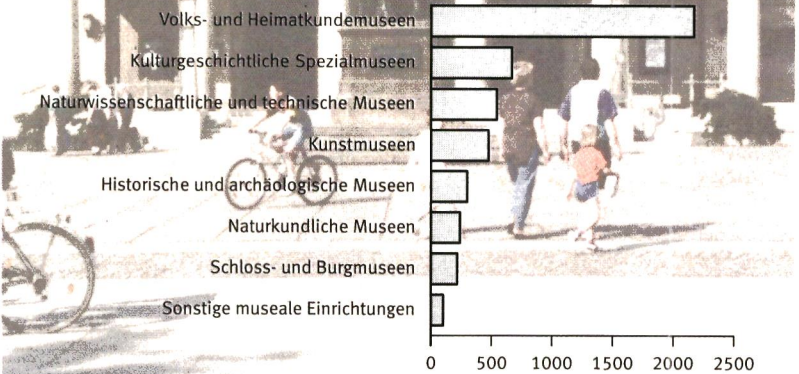 Volks- und Heimatkundemuseen
Kulturgeschichtliche Spezialmuseen
Naturwissenschaftliche und technische Museen
Kunstmuseen
Historische und archäologische Museen
Naturkundliche Museen
Schloss- und Burgmuseen
Sonstige museale Einrichtungen
0 500 1000 1500 2000 2500